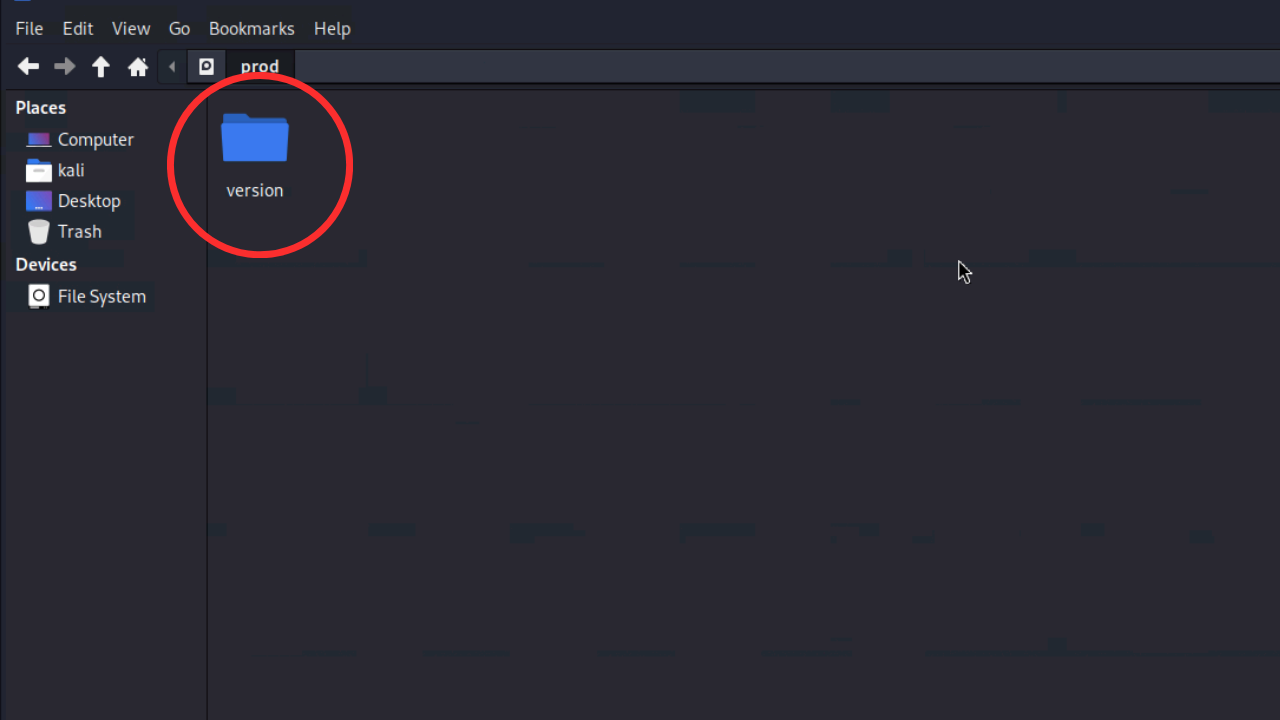 File Edit View Go Bookmarks Help
prod
Places
Computer
kali
Desktop
Trash
Devices
File System
version